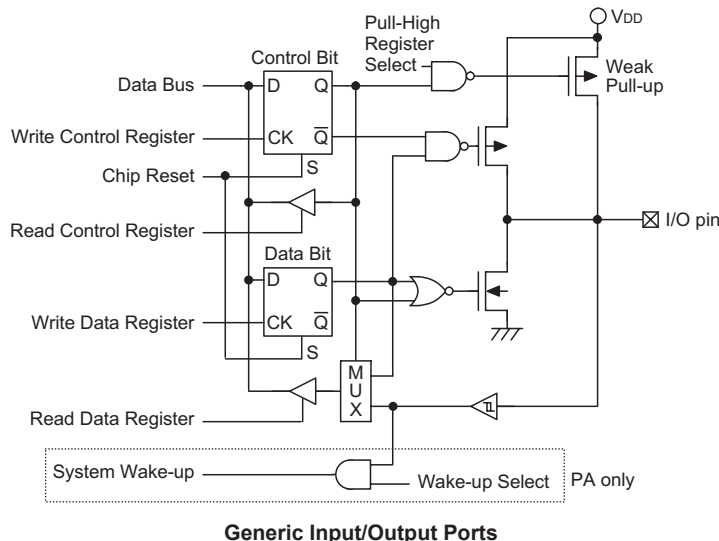 VDD
Pull-High
Register
Select
Control Bit
Weak
Pull-up
Data Bus
D
Q
Write Control Register
CK
Q
Chip Reset
S
I/O pin
Read Control Register
Data Bit
D
Q
Write Data Register
CK
Q
S
M
U
X
Read Data Register
System Wake-up
Wake-up Select
PA only
Generic Input/Output Ports